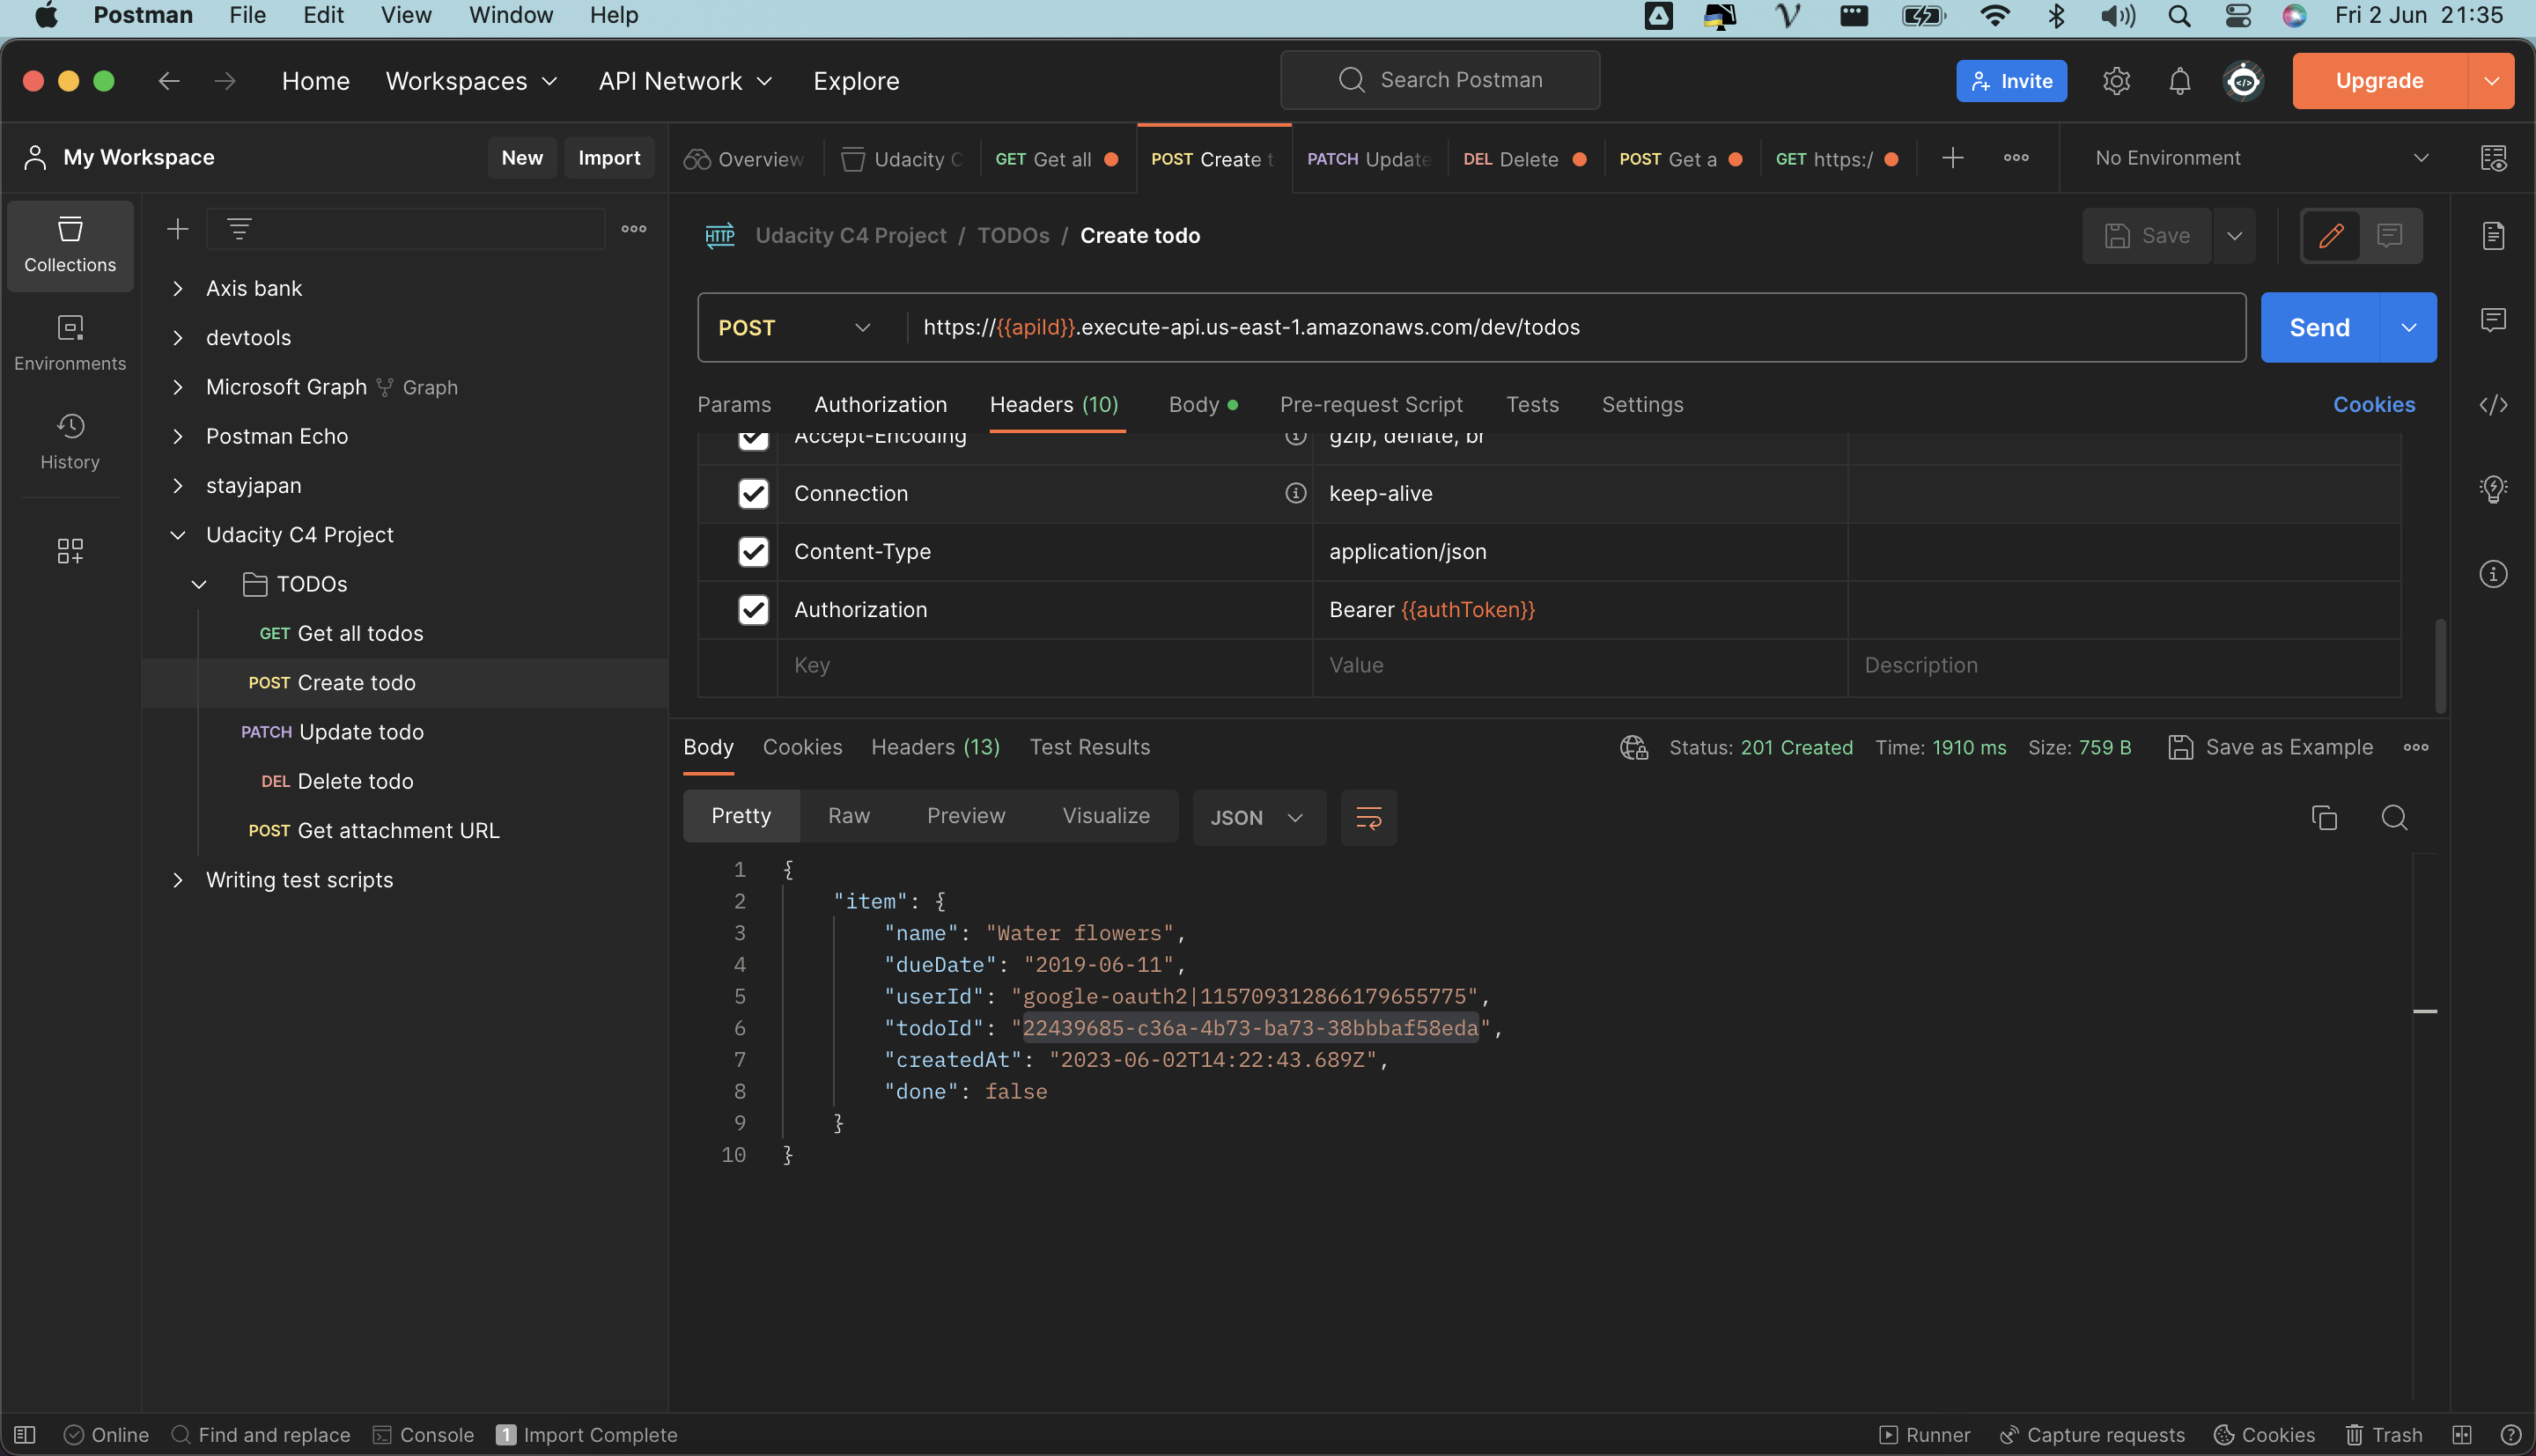 Postman File Edit View Window Help Fri 2 Jun 21:35
Home Workspaces API Network Explore Search Postman Invite Upgrade
My Workspace New Import Overview Udacity C GET Get all POST Create t PATCH Update DEL Delete POST Get a GET https:/ No Environment
Collections
Environments
History
Axis bank
devtools
Microsoft Graph Graph
Postman Echo
stayjapan
Udacity C4 Project
TODOs
GET Get all todos
POST Create todo
PATCH Update todo
DEL Delete todo
POST Get attachment URL
Writing test scripts
HTTP Udacity C4 Project / TODOs / Create todo Save
POST https://{{apiId}}.execute-api.us-east-1.amazonaws.com/dev/todos Send
Params Authorization Headers (10) Body Pre-request Script Tests Settings Cookies
Accept-Encoding gzip, deflate, br
Connection keep-alive
Content-Type application/json
Authorization Bearer {{authToken}}
Key Value Description
Body Cookies Headers (13) Test Results Status: 201 Created Time: 1910 ms Size: 759 B Save as Example
Pretty Raw Preview Visualize JSON
1 {
2 "item": {
3 "name": "Water flowers",
4 "dueDate": "2019-06-11",
5 "userId": "google-oauth2|115709312866179655775",
6 "todoId": "22439685-c36a-4b73-ba73-38bbbaf58eda",
7 "createdAt": "2023-06-02T14:22:43.689Z",
8 "done": false
9 }
10 }
Online Find and replace Console 1 Import Complete Runner Capture requests Cookies Trash